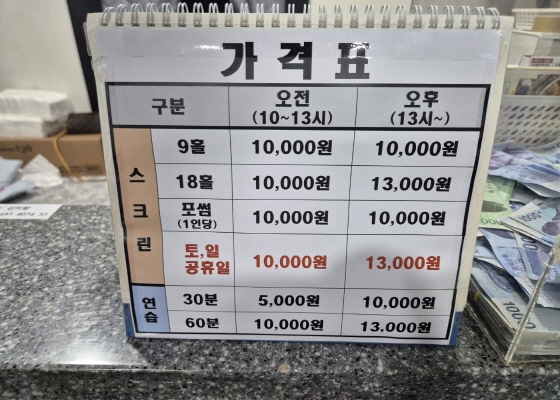 가격표
구분 오전 (10~13시) 오후 (13시~)
스크린
9홀 10,000원 10,000원
18홀 10,000원 13,000원
포썸 (1인당) 10,000원 10,000원
토,일 공휴일 10,000원 13,000원
연습
30분 5,000원 10,000원
60분 10,000원 13,000원